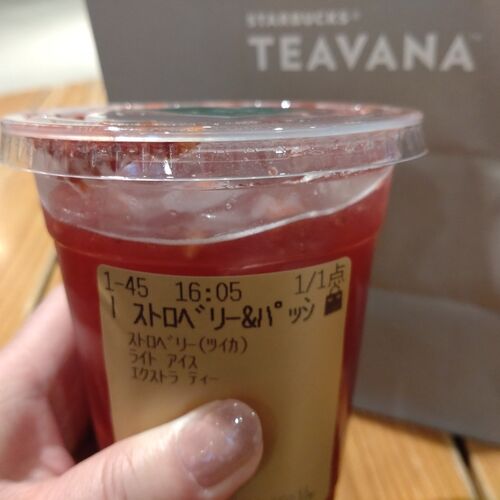 STARBUCKS®
TEAVANA™
1-45 16:05 1/1点
| ストロベリー&パッシ
ストロベリー(ツイカ)
ライト アイス
エクストラ ティー